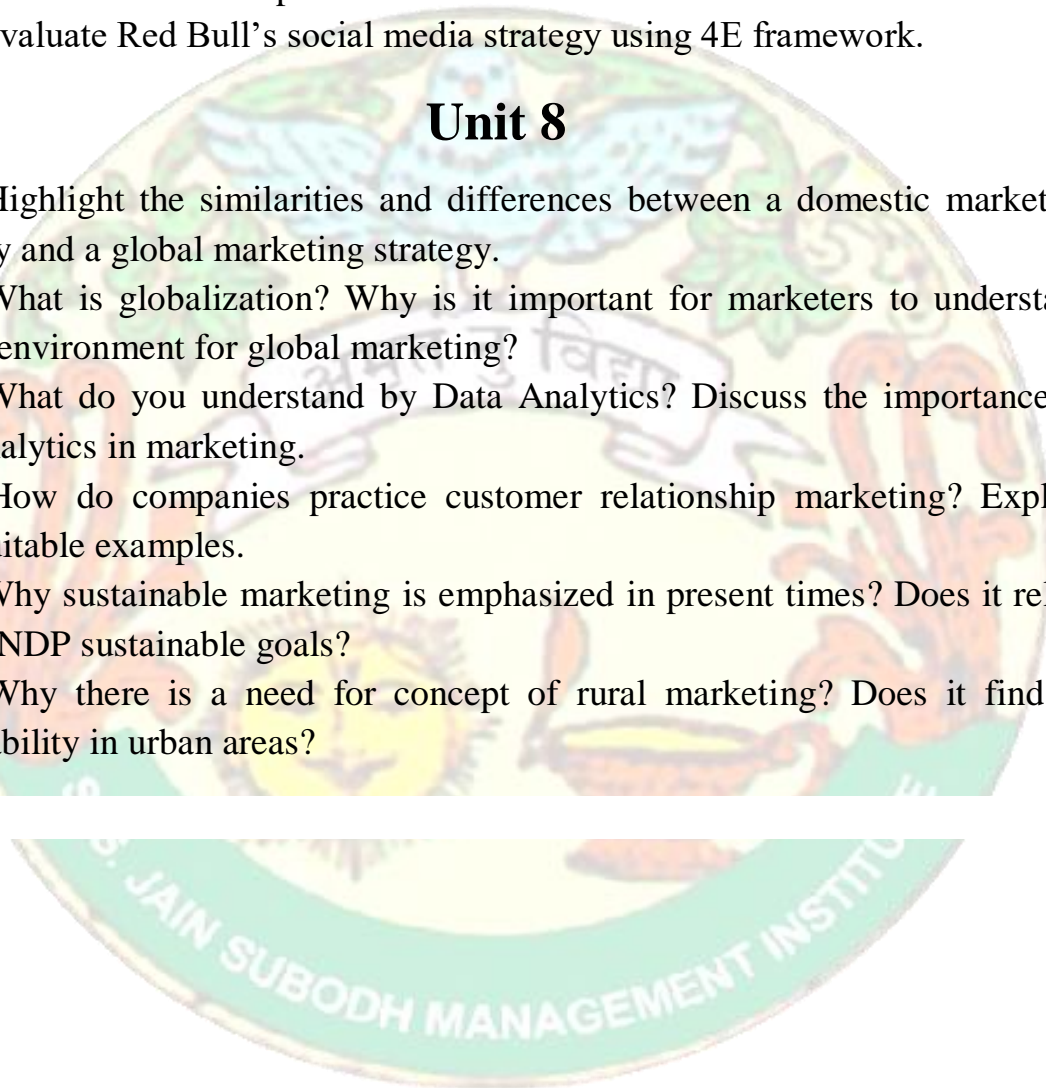 valuate Red Bull's social media strategy using 4E framework.
Unit 8
Highlight the similarities and differences between a domestic market
y and a global marketing strategy.
What is globalization? Why is it important for marketers to understa
environment for global marketing?
What do you understand by Data Analytics? Discuss the importance
alytics in marketing.
How do companies practice customer relationship marketing? Expl
itable examples.
Why sustainable marketing is emphasized in present times? Does it rel
NDP sustainable goals?
Why there is a need for concept of rural marketing? Does it find
bility in urban areas?
अमृतं तु विद्या
S. S. JAIN SUBODH MANAGEMENT INSTITUTE